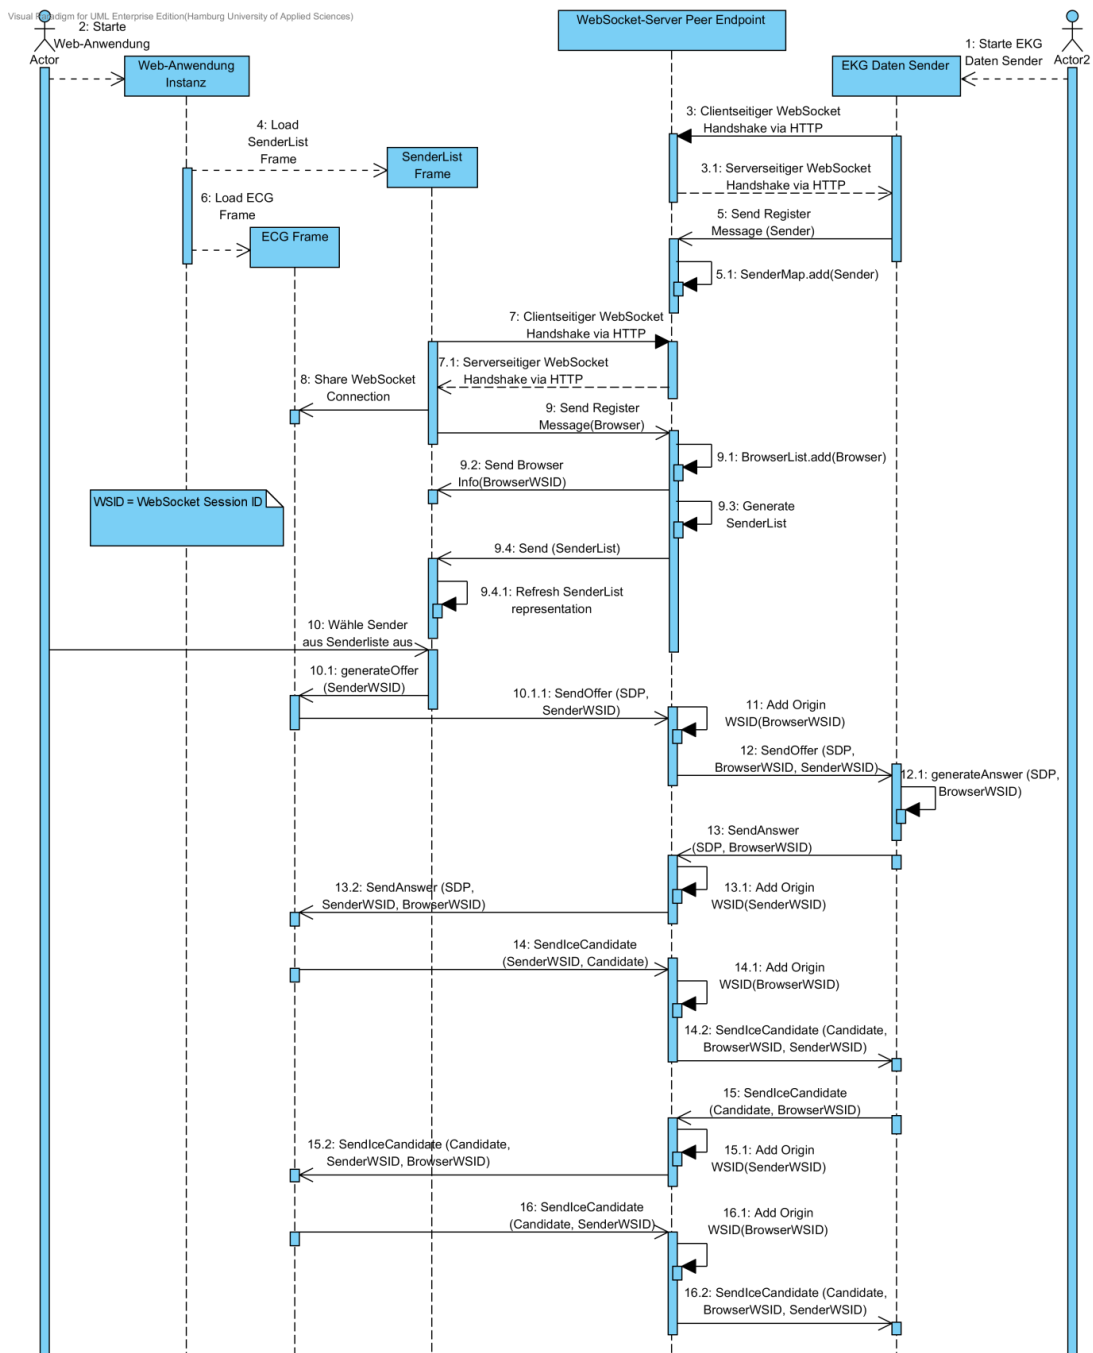 Visual Paradigm for UML Enterprise Edition(Hamburg University of Applied Sciences)
2: Starte
Web-Anwendung
Actor
Web-Anwendung
Instanz
WebSocket-Server Peer Endpoint
1: Starte EKG
Daten Sender
EKG Daten Sender
Actor2
3: Clientseitiger WebSocket
Handshake via HTTP
4: Load
SenderList
Frame
SenderList
Frame
3.1: Serverseitiger WebSocket
Handshake via HTTP
6: Load ECG
Frame
ECG Frame
5: Send Register
Message (Sender)
5.1: SenderMap.add(Sender)
7: Clientseitiger WebSocket
Handshake via HTTP
7.1: Serverseitiger WebSocket
Handshake via HTTP
8: Share WebSocket
Connection
9: Send Register
Message(Browser)
9.1: BrowserList.add(Browser)
9.2: Send Browser
Info(BrowserWSID)
WSID = WebSocket Session ID
9.3: Generate
SenderList
9.4: Send (SenderList)
9.4.1: Refresh SenderList
representation
10: Wähle Sender
aus Senderliste aus
10.1: generateOffer
(SenderWSID)
10.1.1: SendOffer (SDP,
SenderWSID)
11: Add Origin
WSID(BrowserWSID)
12: SendOffer (SDP,
BrowserWSID, SenderWSID)
12.1: generateAnswer (SDP,
BrowserWSID)
13: SendAnswer
(SDP, BrowserWSID)
13.1: Add Origin
WSID(SenderWSID)
13.2: SendAnswer (SDP,
SenderWSID, BrowserWSID)
14: SendIceCandidate
(SenderWSID, Candidate)
14.1: Add Origin
WSID(BrowserWSID)
14.2: SendIceCandidate (Candidate,
BrowserWSID, SenderWSID)
15: SendIceCandidate
(Candidate, BrowserWSID)
15.1: Add Origin
WSID(SenderWSID)
15.2: SendIceCandidate (Candidate,
SenderWSID, BrowserWSID)
16: SendIceCandidate
(Candidate, SenderWSID)
16.1: Add Origin
WSID(BrowserWSID)
16.2: SendIceCandidate (Candidate,
BrowserWSID, SenderWSID)